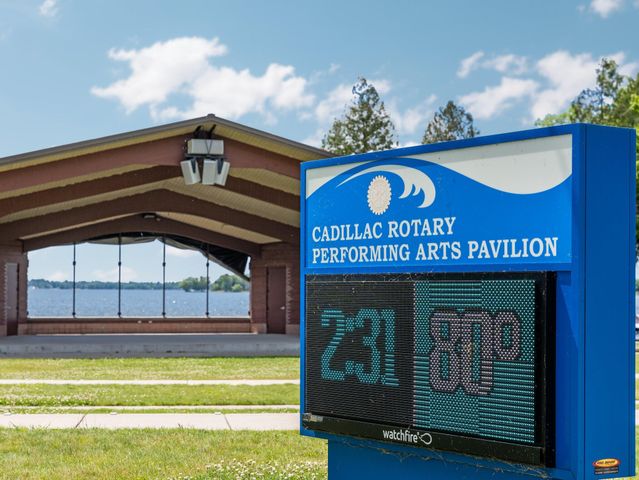 CADILLAC ROTARY
PERFORMING ARTS PAVILION
2:31 80°
watchfire